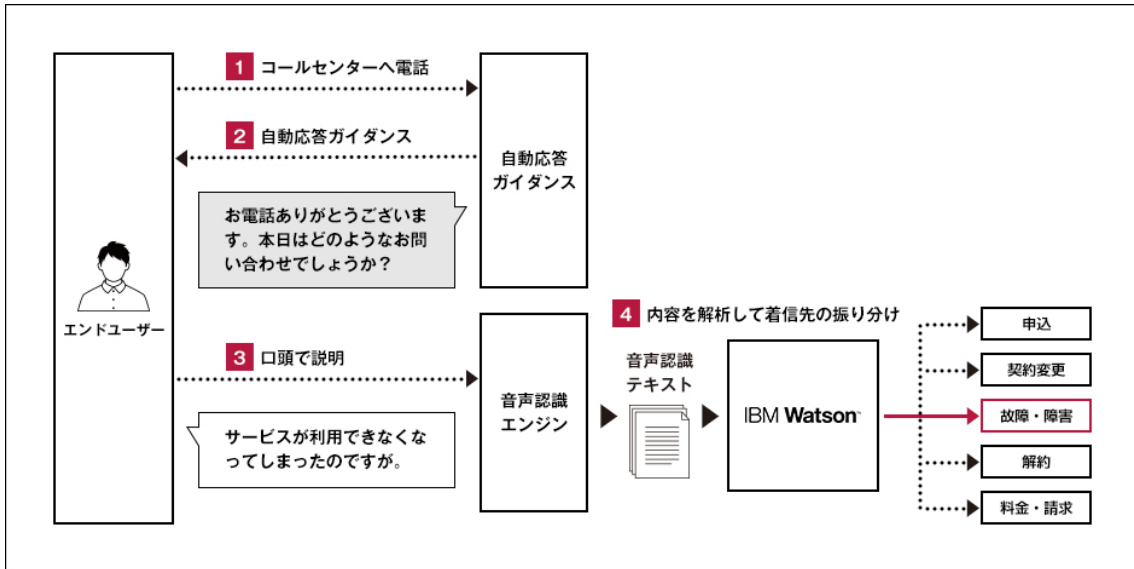 1 コールセンターへ電話
2 自動応答ガイダンス
自動応答
ガイダンス
お電話ありがとうございま
す。本日はどのようなお問
い合わせでしょうか？
エンドユーザー
3 口頭で説明
サービスが利用できなくな
ってしまったのですが。
音声認識
エンジン
4 内容を解析して着信先の振り分け
音声認識
テキスト
IBM Watson™
申込
契約変更
故障・障害
解約
料金・請求